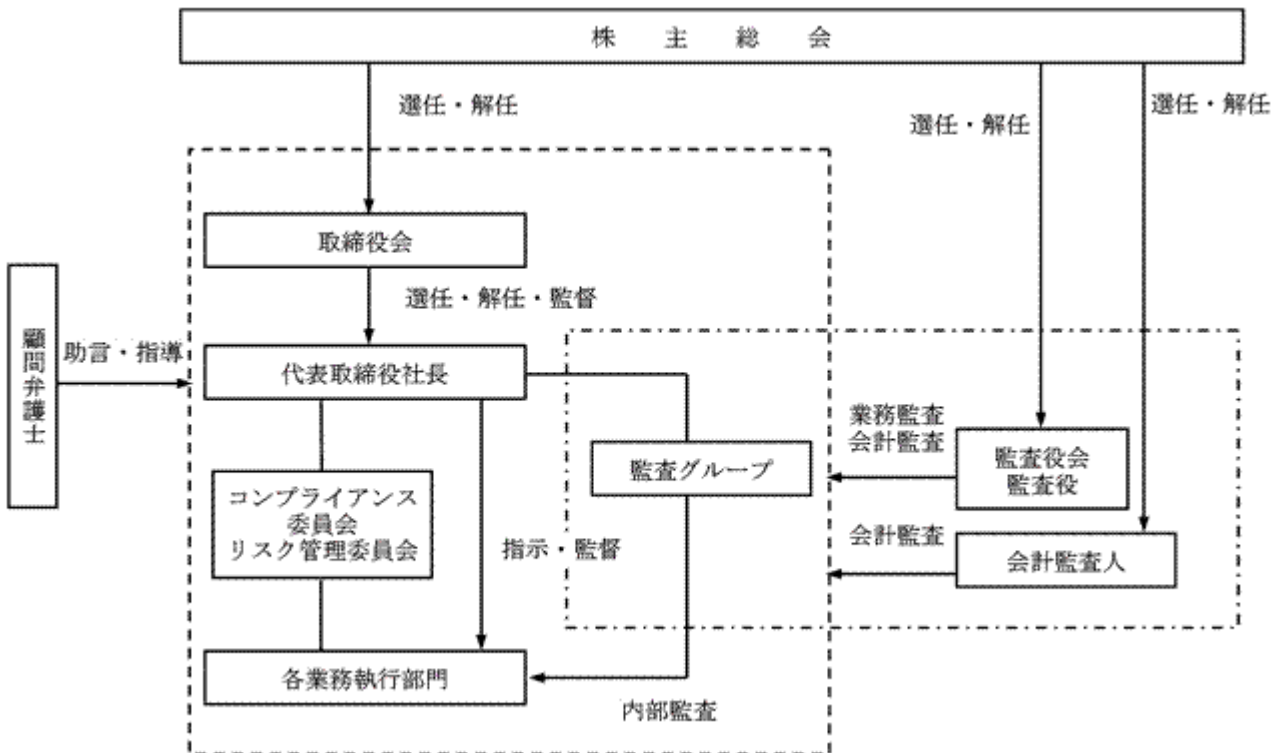 株主総会
選任・解任
選任・解任
選任・解任
取締役会
選任・解任・監督
顧問弁護士
助言・指導
代表取締役社長
業務監査
会計監査
監査役会
監査役
監査グループ
コンプライアンス
委員会
リスク管理委員会
指示・監督
会計監査
会計監査人
各業務執行部門
内部監査